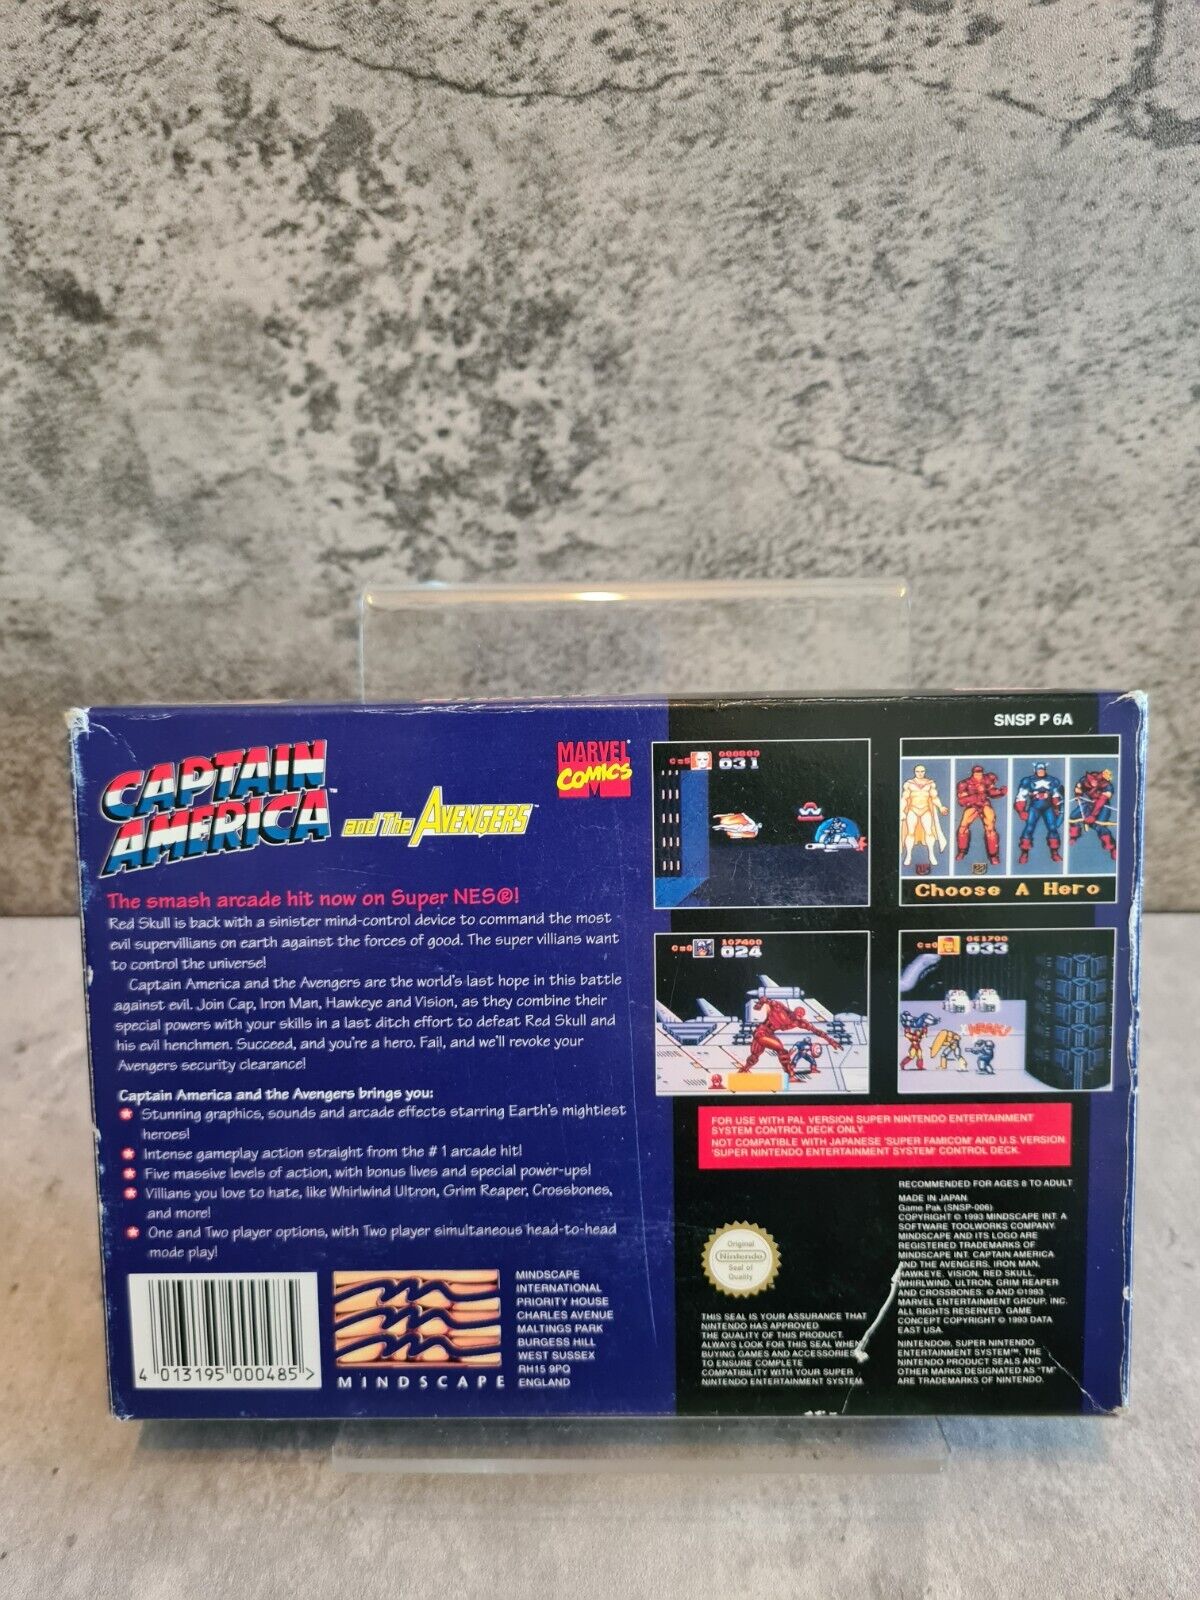 SNSP P 6A
CAPTAIN
AMERICA™
and The AVENGERS™
MARVEL®
COMICS
The smash arcade hit now on Super NES®!
Red Skull is back with a sinister mind-control device to command the most
evil supervillians on earth against the forces of good. The super villians want
to control the universe!
Captain America and the Avengers are the world's last hope in this battle
against evil. Join Cap, Iron Man, Hawkeye and Vision, as they combine their
special powers with your skills in a last ditch effort to defeat Red Skull and
his evil henchmen. Succeed, and you're a hero. Fail, and we'll revoke your
Avengers security clearance!
Captain America and the Avengers brings you:
Stunning graphics, sounds and arcade effects starring Earth's mightiest
heroes!
Intense gameplay action straight from the # 1 arcade hit!
Five massive levels of action, with bonus lives and special power-ups!
Villians you love to hate, like Whirlwind Ultron, Grim Reaper, Crossbones,
and more!
One and Two player options, with Two player simultaneous head-to-head
mode play!
4 013195 000485 >
MINDSCAPE
MINDSCAPE
INTERNATIONAL
PRIORITY HOUSE
CHARLES AVENUE
MALTINGS PARK
BURGESS HILL
WEST SUSSEX
RH15 9PQ
ENGLAND
031
Choose A Hero
107400
024
061700
033
FOR USE WITH PAL VERSION SUPER NINTENDO ENTERTAINMENT
SYSTEM CONTROL DECK ONLY.
NOT COMPATIBLE WITH JAPANESE 'SUPER FAMICOM' AND U.S.VERSION
'SUPER NINTENDO ENTERTAINMENT SYSTEM' CONTROL DECK.
Original
Nintendo
Seal of
Quality
THIS SEAL IS YOUR ASSURANCE THAT
NINTENDO HAS APPROVED
THE QUALITY OF THIS PRODUCT.
ALWAYS LOOK FOR THIS SEAL WHEN
BUYING GAMES AND ACCESSORIES
TO ENSURE COMPLETE
COMPATIBILITY WITH YOUR SUPER
NINTENDO ENTERTAINMENT SYSTEM.
RECOMMENDED FOR AGES 8 TO ADULT
MADE IN JAPAN
Game Pak (SNSP-006)
COPYRIGHT © 1993 MINDSCAPE INT. A
SOFTWARE TOOLWORKS COMPANY.
MINDSCAPE AND ITS LOGO ARE
REGISTERED TRADEMARKS OF
MINDSCAPE INT. CAPTAIN AMERICA
AND THE AVENGERS, IRON MAN,
HAWKEYE, VISION, RED SKULL,
WHIRLWIND, ULTRON, GRIM REAPER
AND CROSSBONES: © AND ©1993
MARVEL ENTERTAINMENT GROUP, INC.
ALL RIGHTS RESERVED. GAME
CONCEPT COPYRIGHT © 1993 DATA
EAST USA.
NINTENDO®, SUPER NINTENDO
ENTERTAINMENT SYSTEM™, THE
NINTENDO PRODUCT SEALS AND
OTHER MARKS DESIGNATED AS "TM"
ARE TRADEMARKS OF NINTENDO.